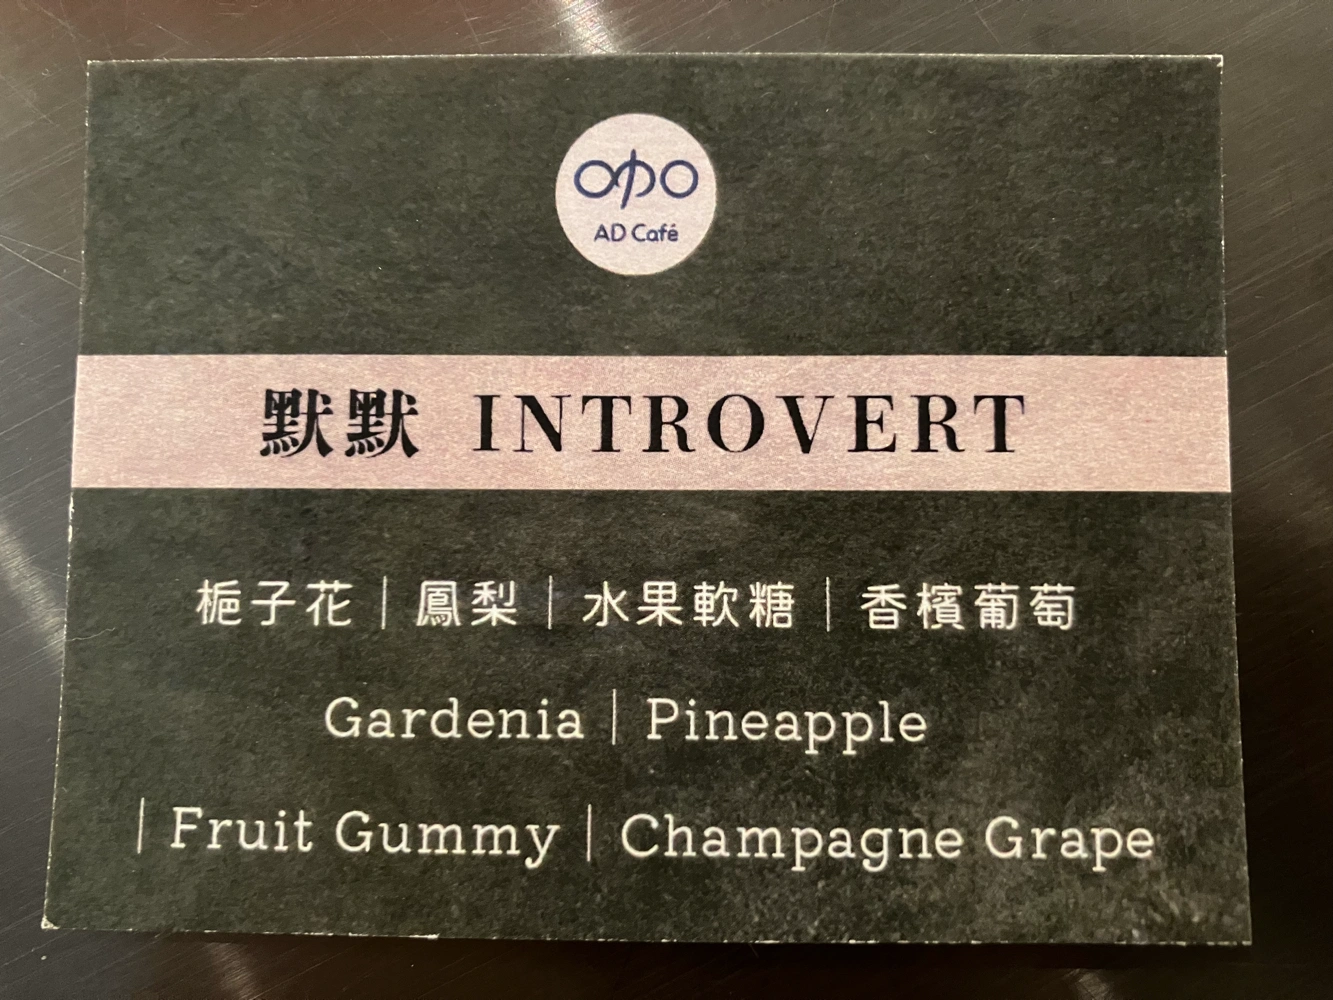 AD Café
默默 INTROVERT
栀子花｜鳳梨｜水果軟糖｜香檳葡萄
Gardenia｜Pineapple
｜Fruit Gummy｜Champagne Grape